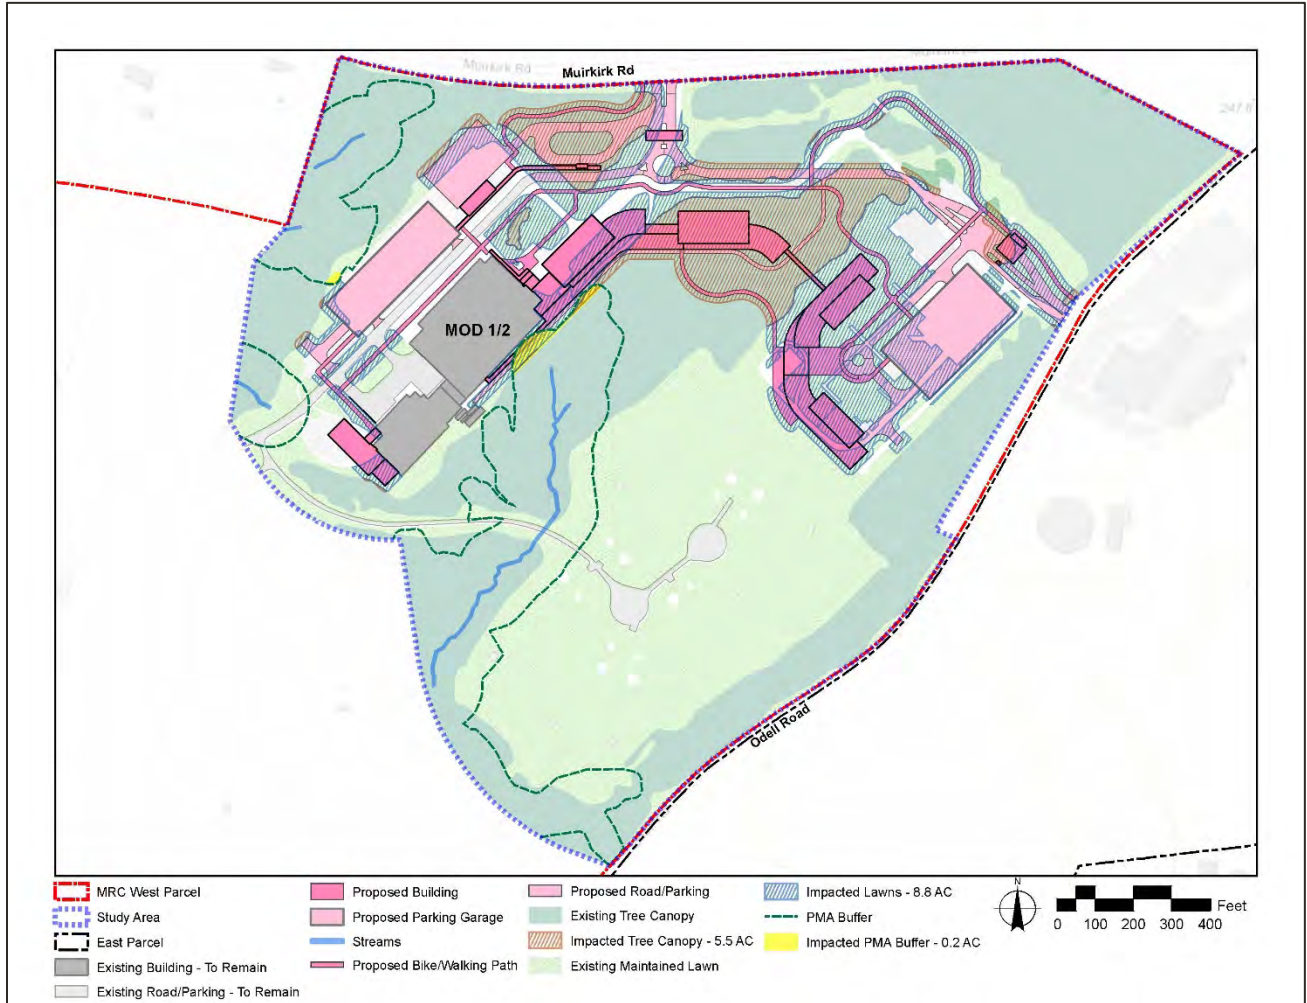 Muirkirk Rd
Muirkirk Rd
247 ft
MOD 1/2
Odell Road
MRC West Parcel
Study Area
East Parcel
Existing Building - To Remain
Existing Road/Parking - To Remain
Proposed Building
Proposed Parking Garage
Streams
Proposed Bike/Walking Path
Proposed Road/Parking
Existing Tree Canopy
Impacted Tree Canopy - 5.5 AC
Existing Maintained Lawn
Impacted Lawns - 8.8 AC
PMA Buffer
Impacted PMA Buffer - 0.2 AC
N
Feet
0 100 200 300 400